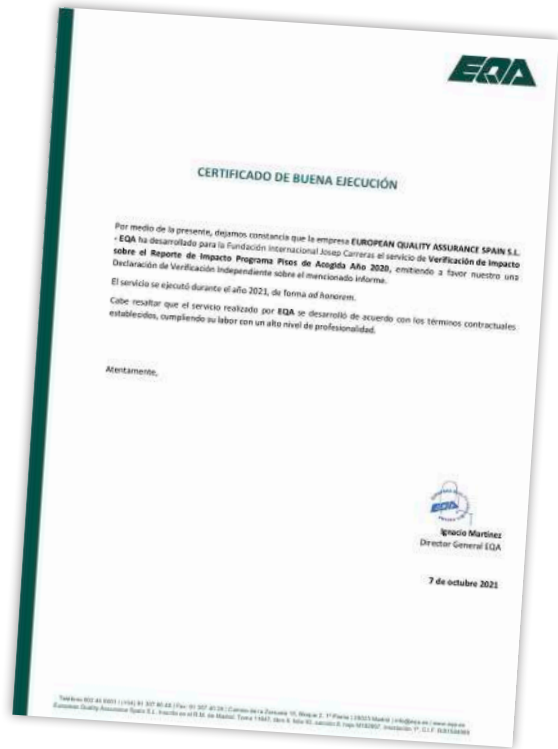 EQA
CERTIFICADO DE BUENA EJECUCIÓN
Por medio de la presente, dejamos constancia que la empresa EUROPEAN QUALITY ASSURANCE SPAIN S.L.
- EQA ha desarrollado para la Fundación Internacional Josep Carreras el servicio de Verificación de Impacto
sobre el Reporte de Impacto Programa Pisos de Acogida Año 2020, emitiendo a favor nuestro una
Declaración de Verificación Independiente sobre el mencionado informe.
El servicio se ejecutó durante el año 2021, de forma ad honorem.
Cabe resaltar que el servicio realizado por EQA se desarrolló de acuerdo con los términos contractuales
establecidos, cumpliendo su labor con un alto nivel de profesionalidad.
Atentamente,
EQA
Ignacio Martínez
Director General EQA
7 de octubre 2021